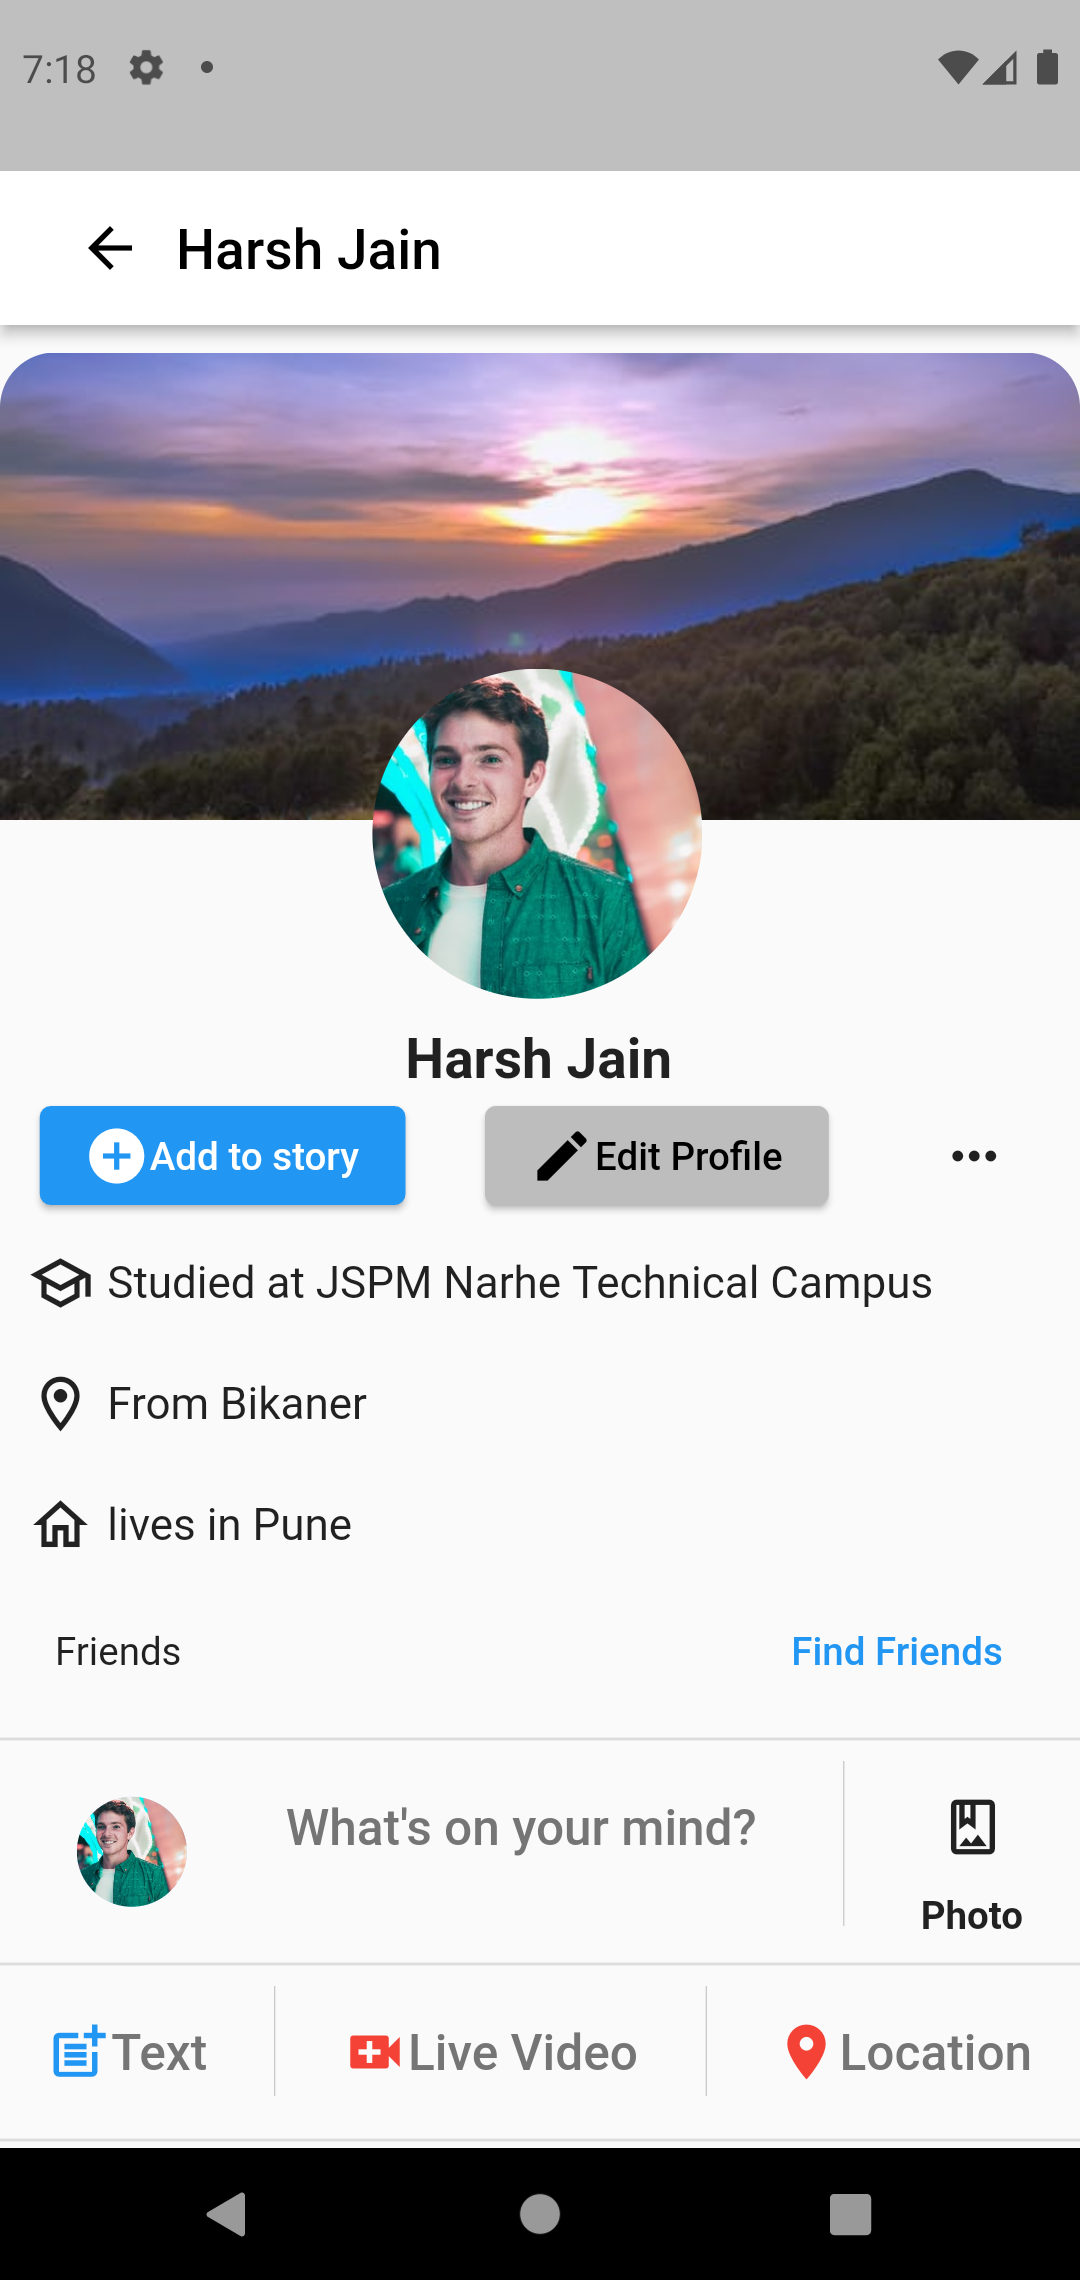 7:18
Harsh Jain
Harsh Jain
Add to story
Edit Profile
Studied at JSPM Narhe Technical Campus
From Bikaner
lives in Pune
Friends
Find Friends
What's on your mind?
Photo
Text
Live Video
Location